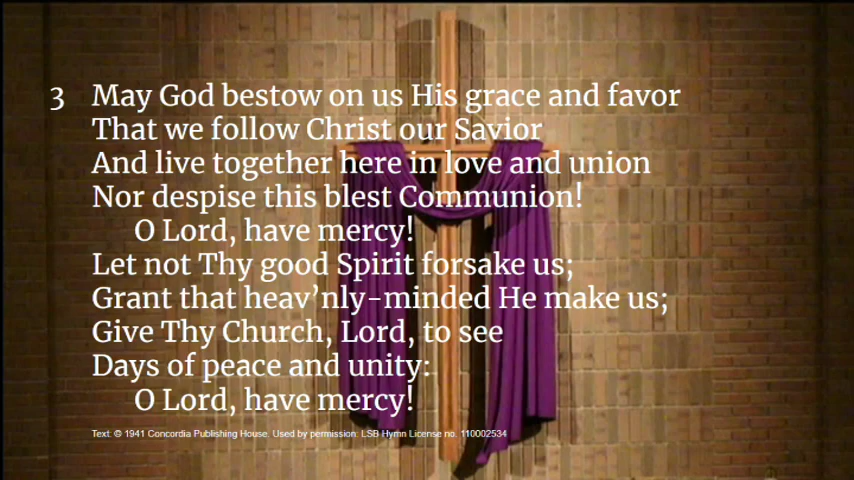 3 May God bestow on us His grace and favor
That we follow Christ our Savior
And live together here in love and union
Nor despise this blest Communion!
O Lord, have mercy!
Let not Thy good Spirit forsake us;
Grant that heav’nly-minded He make us;
Give Thy Church, Lord, to see
Days of peace and unity:
O Lord, have mercy!
Text: © 1941 Concordia Publishing House. Used by permission: LSB Hymn License no. 110002534